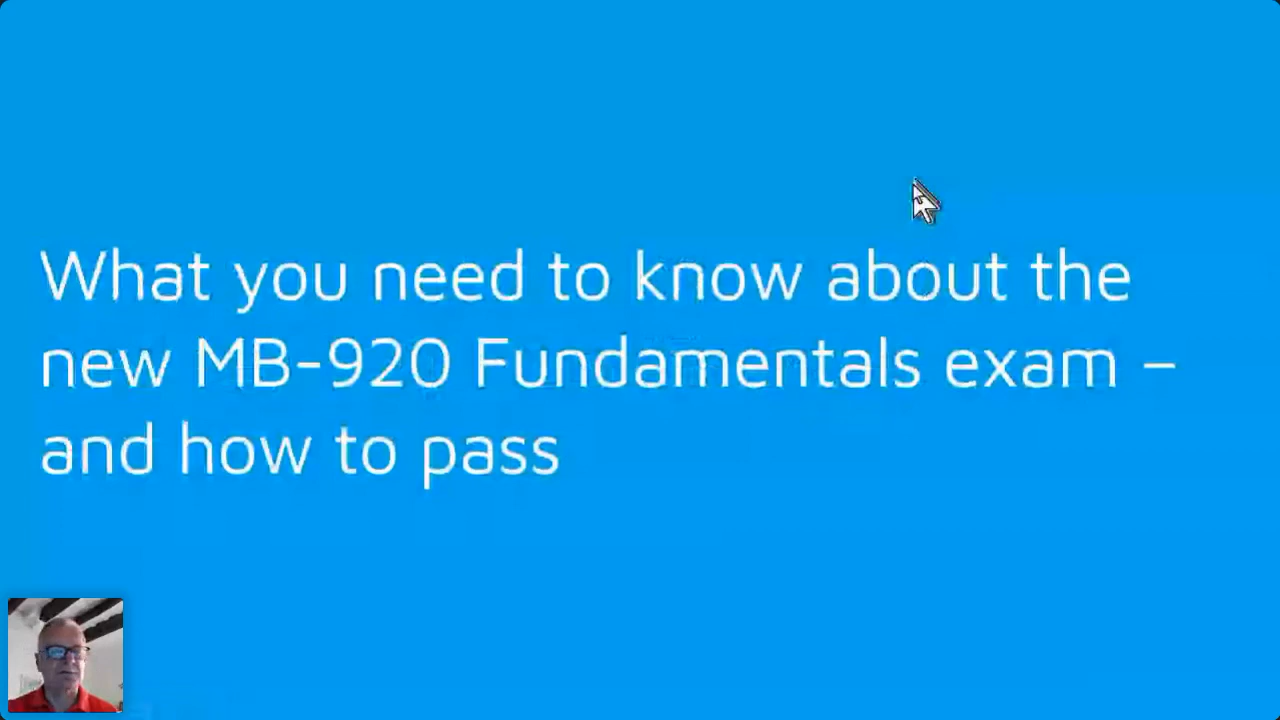 What you need to know about the
new MB-920 Fundamentals exam –
and how to pass